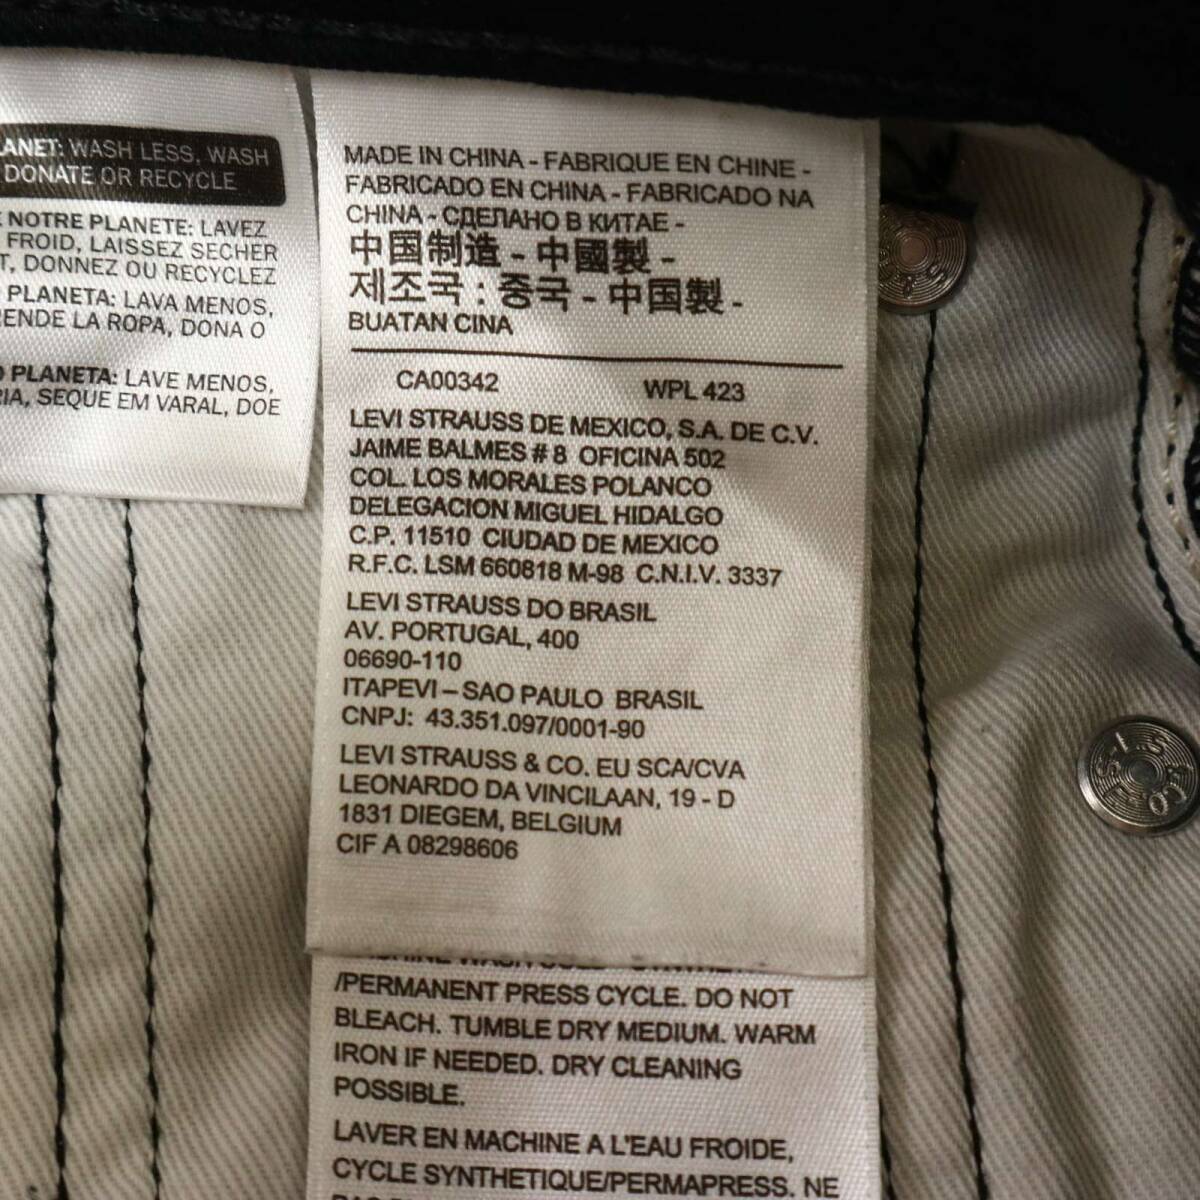 MADE IN CHINA - FABRIQUE EN CHINE -
FABRICADO EN CHINA - FABRICADO NA
CHINA - СДЕЛАНО В КИТАЕ -
中国制造 - 中國製 -
제조국 : 중국 - 中国製 -
BUATAN CINA
CA00342 WPL 423
LEVI STRAUSS DE MEXICO, S.A. DE C.V.
JAIME BALMES # 8 OFICINA 502
COL. LOS MORALES POLANCO
DELEGACION MIGUEL HIDALGO
C.P. 11510 CIUDAD DE MEXICO
R.F.C. LSM 660818 M-98 C.N.I.V. 3337
LEVI STRAUSS DO BRASIL
AV. PORTUGAL, 400
06690-110
ITAPEVI – SAO PAULO BRASIL
CNPJ: 43.351.097/0001-90
LEVI STRAUSS & CO. EU SCA/CVA
LEONARDO DA VINCILAAN, 19 - D
1831 DIEGEM, BELGIUM
CIF A 08298606
/PERMANENT PRESS CYCLE. DO NOT
BLEACH. TUMBLE DRY MEDIUM. WARM
IRON IF NEEDED. DRY CLEANING
POSSIBLE.
LAVER EN MACHINE A L'EAU FROIDE,
CYCLE SYNTHETIQUE/PERMAPRESS. NE
ANET: WASH LESS, WASH
DONATE OR RECYCLE
NOTRE PLANETE: LAVEZ
FROID, LAISSEZ SECHER
T, DONNEZ OU RECYCLEZ
PLANETA: LAVA MENOS,
ENDE LA ROPA, DONA O
PLANETA: LAVE MENOS,
RIA, SEQUE EM VARAL, DOE